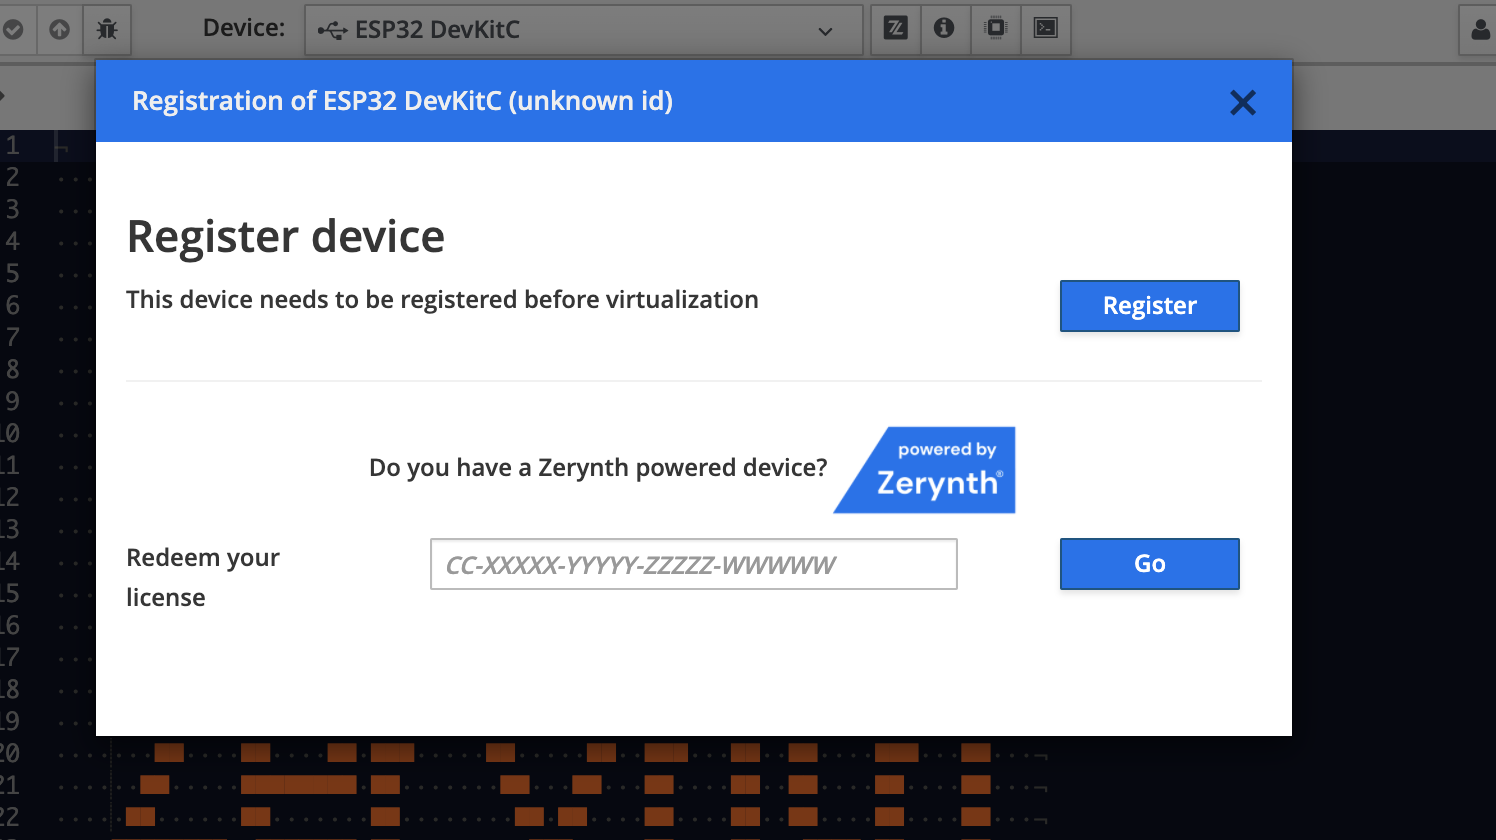 Device:
ESP32 DevKitC
Registration of ESP32 DevKitC (unknown id)
1
2
3
4
5
6
7
8
9
10
11
12
13
14
15
16
17
18
19
20
21
22
Register device
This device needs to be registered before virtualization
Register
Do you have a Zerynth powered device?
powered by
Zerynth®
Redeem your
license
CC-XXXXX-YYYYY-ZZZZZ-WWWWW
Go